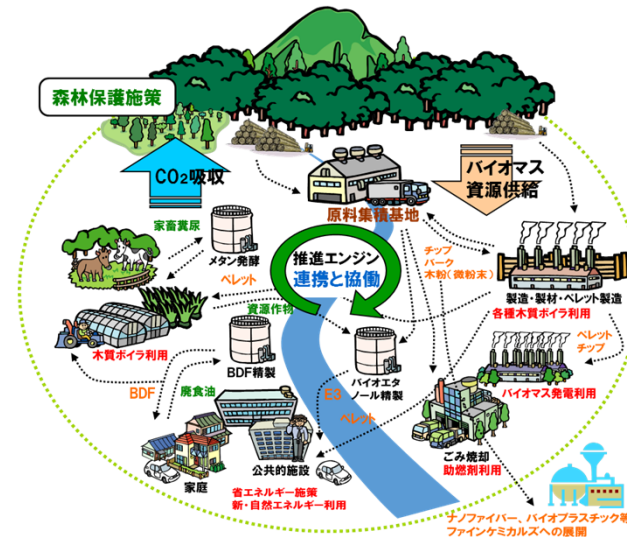 森林保護施策
CO₂吸収
バイオマス
資源供給
原料集積基地
家畜糞尿
メタン発酵
推進エンジン
連携と協働
チップ
バーク
木粉(微粉末)
製造・製材・ペレット製造
各種木質ボイラ利用
ペレット
資源作物
木質ボイラ利用
BDF精製
バイオエタ
ノール精製
ペレット
チップ
バイオマス発電利用
BDF
廃食油
E3
ペレット
ごみ焼却
助燃剤利用
家庭
公共的施設
省エネルギー施策
新・自然エネルギー利用
ナノファイバー、バイオプラスチック等
ファインケミカルズへの展開